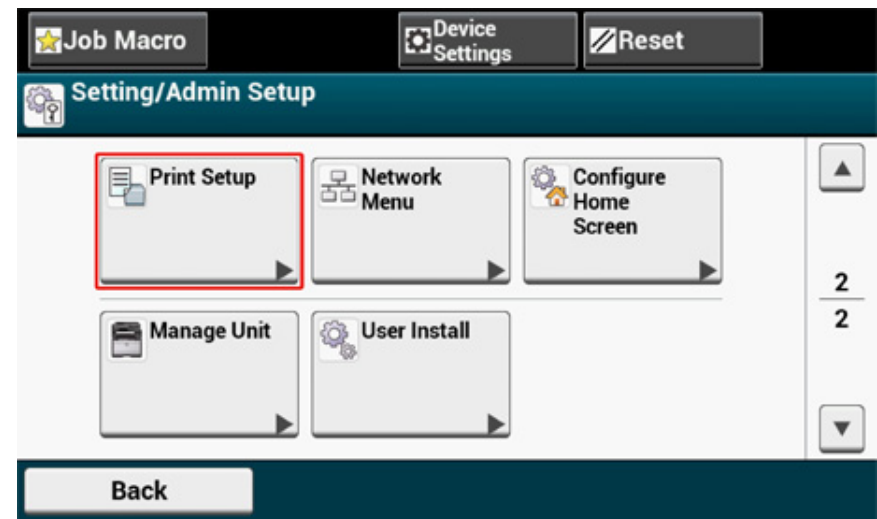 Job Macro
Device
Settings
Reset
Setting/Admin Setup
Print Setup
Network
Menu
Configure
Home
Screen
2
2
Manage Unit
User Install
Back